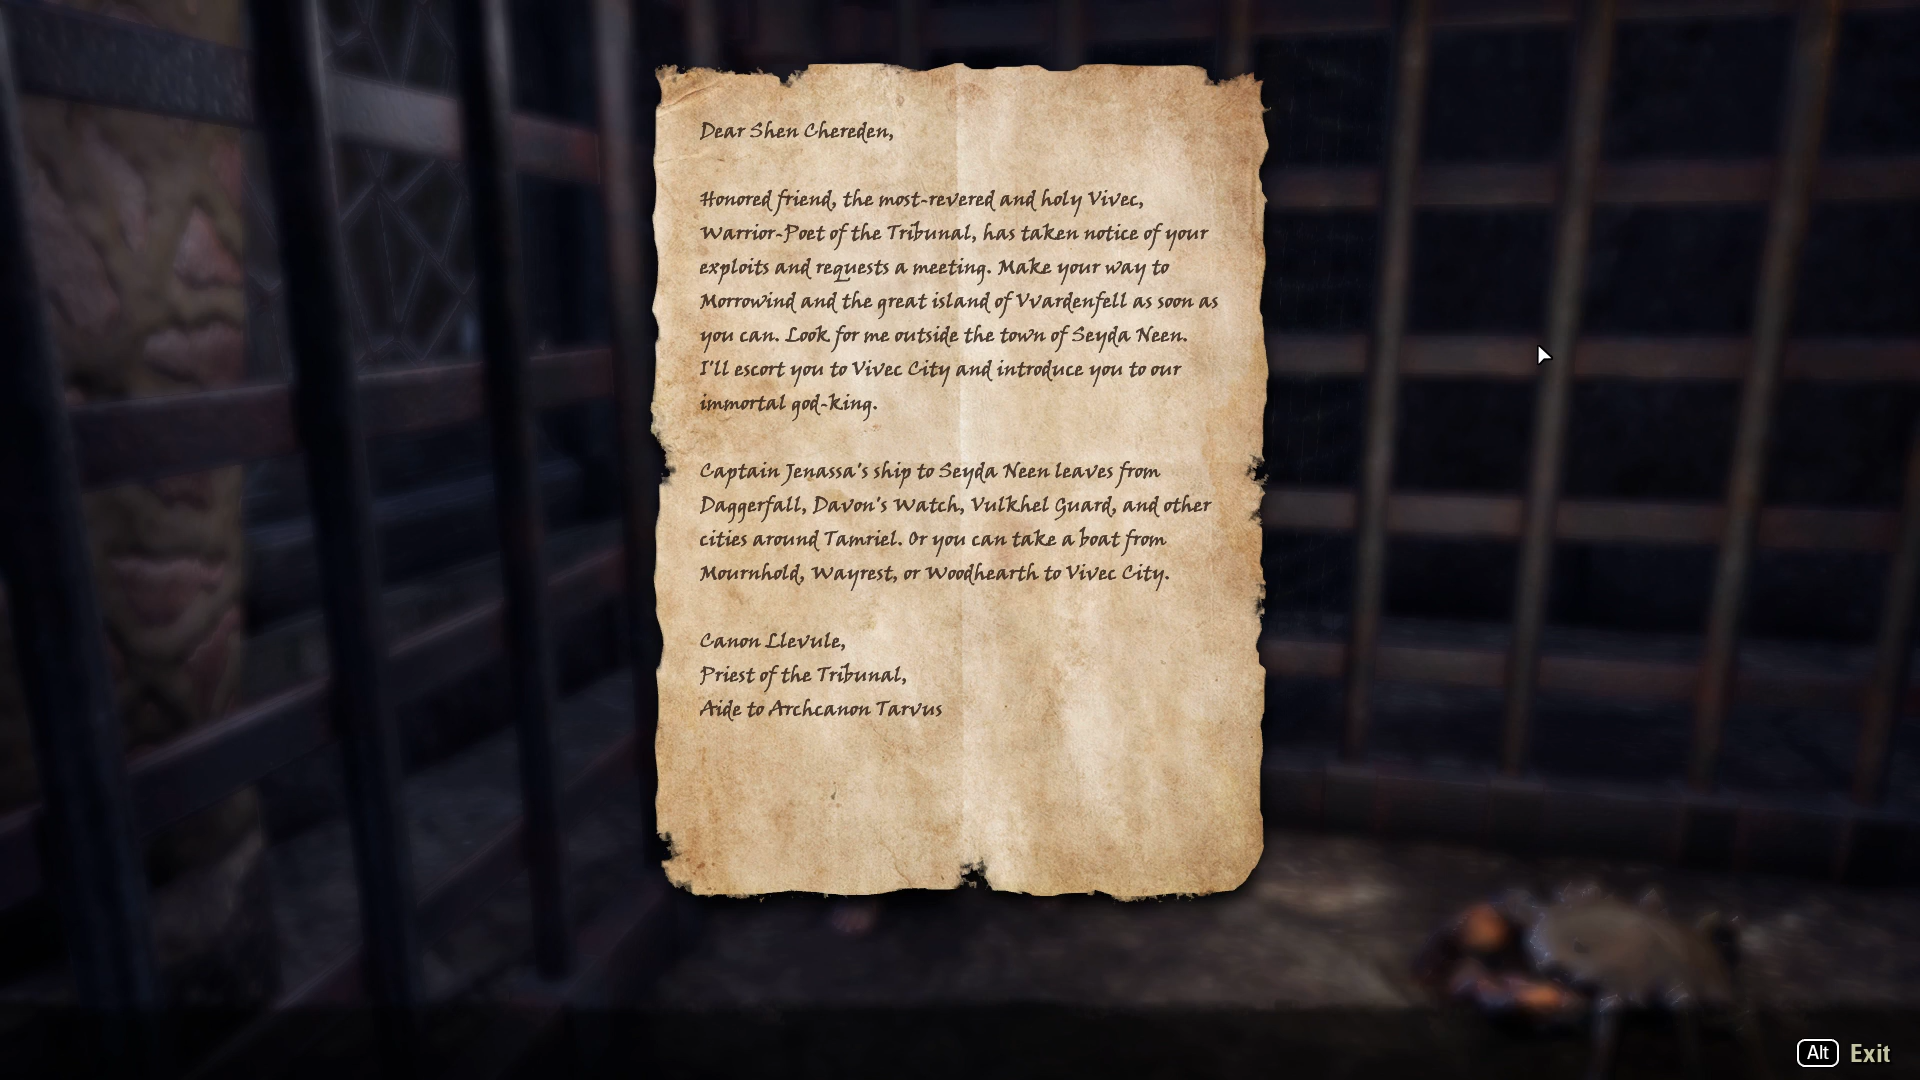 Dear Shen Chereden,
Honored friend, the most-revered and holy Vivec,
Warrior-Poet of the Tribunal, has taken notice of your
exploits and requests a meeting. Make your way to
Morrowind and the great island of Vvardenfell as soon as
you can. Look for me outside the town of Seyda Neen.
I'll escort you to Vivec City and introduce you to our
immortal god-king.
Captain Jenassa's ship to Seyda Neen leaves from
Daggerfall, Davon's Watch, Vulkhel Guard, and other
cities around Tamriel. Or you can take a boat from
Mournhold, Wayrest, or Woodhearth to Vivec City.
Canon Llevule,
Priest of the Tribunal,
Aide to Archcanon Tarvus
Alt Exit